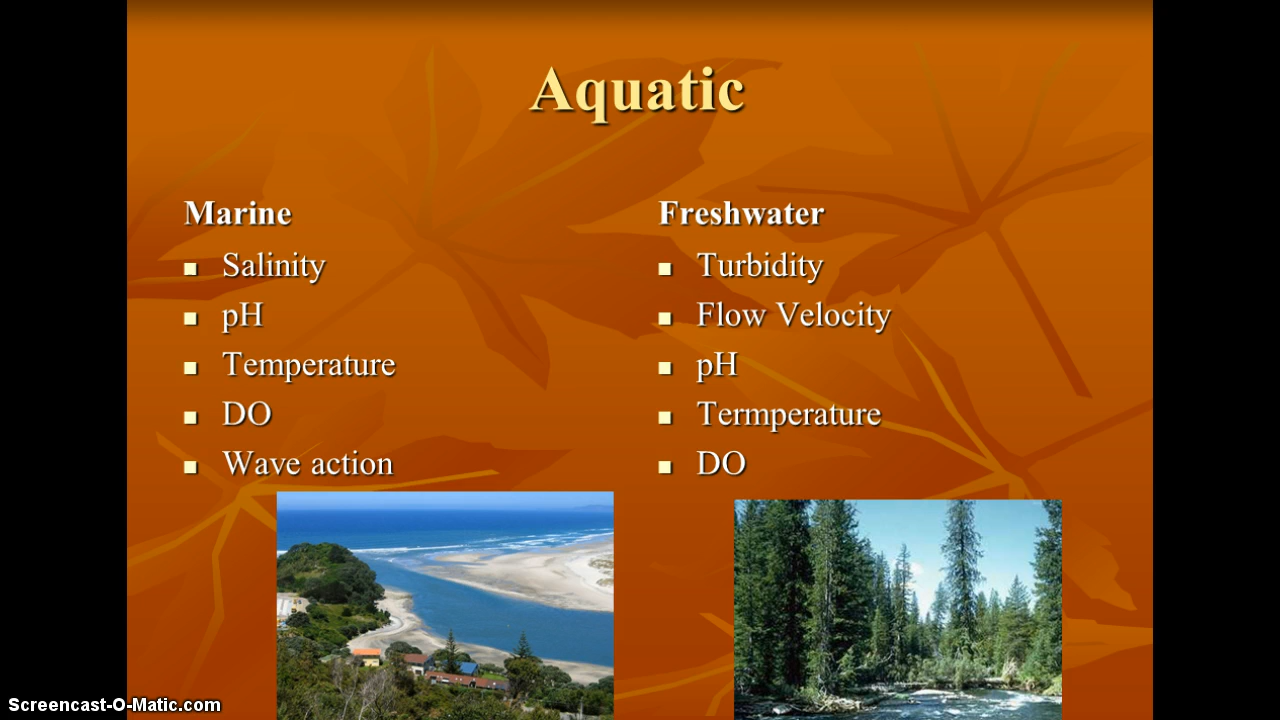 Aquatic
Marine
Salinity
pH
Temperature
DO
Wave action
Freshwater
Turbidity
Flow Velocity
pH
Termperature
DO
Screencast-O-Matic.com